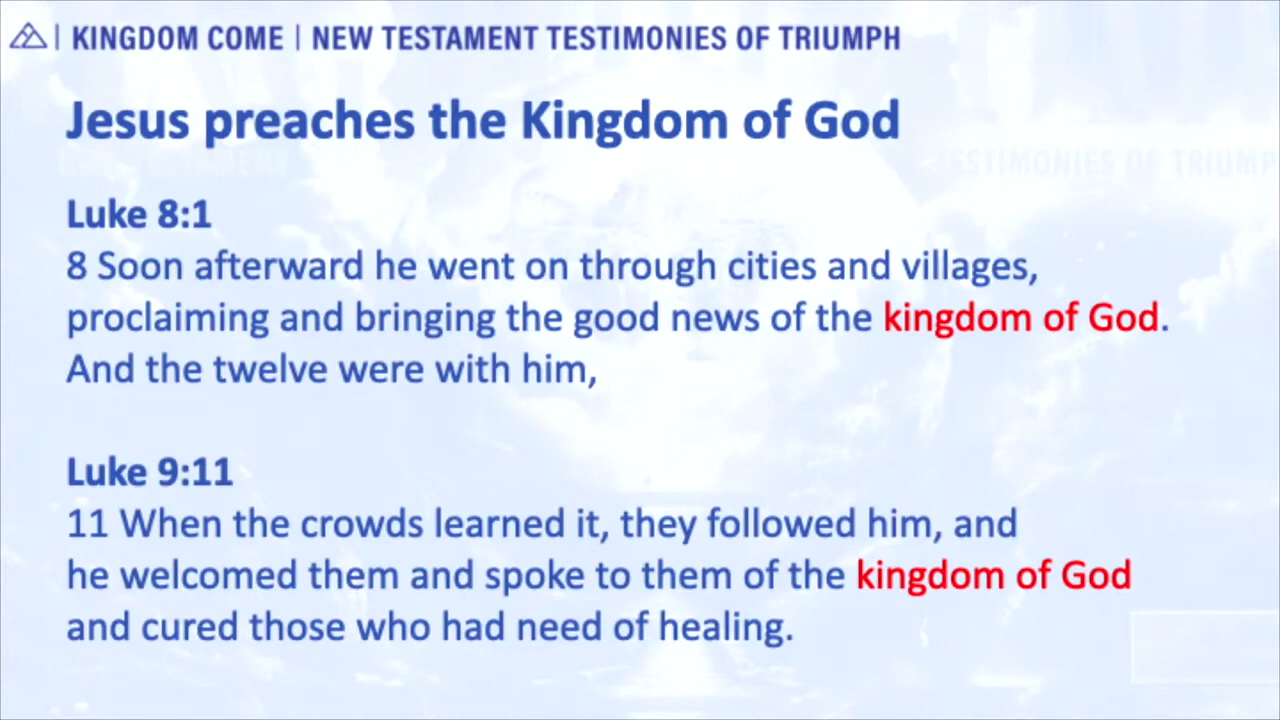 KINGDOM COME | NEW TESTAMENT TESTIMONIES OF TRIUMPH
Jesus preaches the Kingdom of God
TESTIMONIES OF TRIUMP
Luke 8:1
8 Soon afterward he went on through cities and villages,
proclaiming and bringing the good news of the kingdom of God.
And the twelve were with him,
Luke 9:11
11 When the crowds learned it, they followed him, and
he welcomed them and spoke to them of the kingdom of God
and cured those who had need of healing.